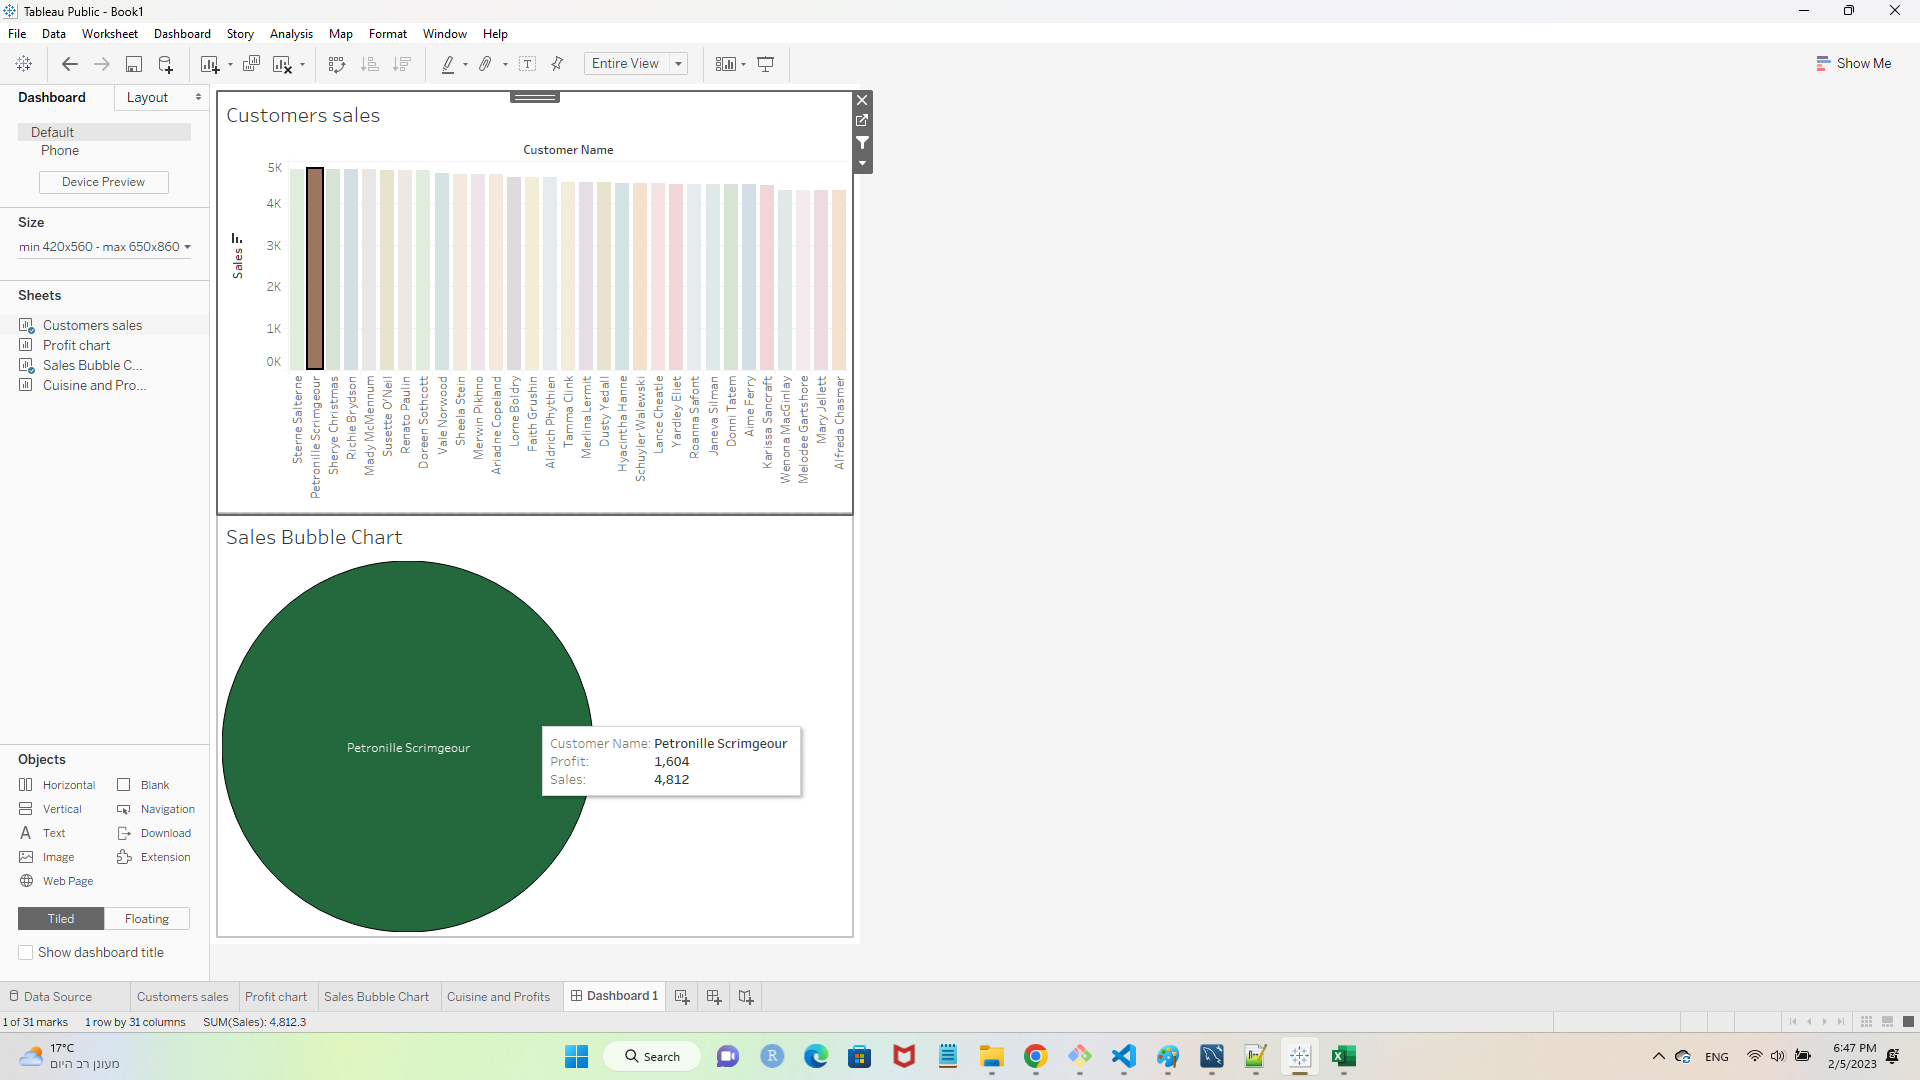 Tableau Public - Book1
File Data Worksheet Dashboard Story Analysis Map Format Window Help
Entire View
Show Me
Dashboard Layout
Default
Phone
Device Preview
Size
min 420x560 - max 650x860
Sheets
Customers sales
Profit chart
Sales Bubble C...
Cuisine and Pro...
Objects
Horizontal Blank
Vertical Navigation
Text Download
Image Extension
Web Page
Tiled Floating
Show dashboard title
Customers sales
Customer Name
Sales
5K
4K
3K
2K
1K
0K
Sterne Salterne
Petronille Scrimgeour
Sherye Christmas
Richie Brydson
Mady McMennum
Susette O'Neil
Renato Paulin
Doreen Sothcott
Vale Norwood
Sheela Stein
Merwin Pikhno
Ariadne Copeland
Lorne Boldry
Faith Grushin
Aldrich Phythien
Tamma Clink
Merlina Lermit
Dusty Yedall
Hyacintha Hanne
Schuyler Walewski
Lance Cheatle
Yardley Eliet
Roanna Safont
Janeva Silman
Donni Tatem
Aime Ferry
Karissa Sancraft
Wenona MacGinlay
Melodee Gartshore
Mary Jellett
Alfreda Chasmer
Sales Bubble Chart
Petronille Scrimgeour
Customer Name: Petronille Scrimgeour
Profit: 1,604
Sales: 4,812
Data Source Customers sales Profit chart Sales Bubble Chart Cuisine and Profits Dashboard 1
1 of 31 marks 1 row by 31 columns SUM(Sales): 4,812.3
17°C
מעונן רב היום
Search
ENG
6:47 PM
2/5/2023